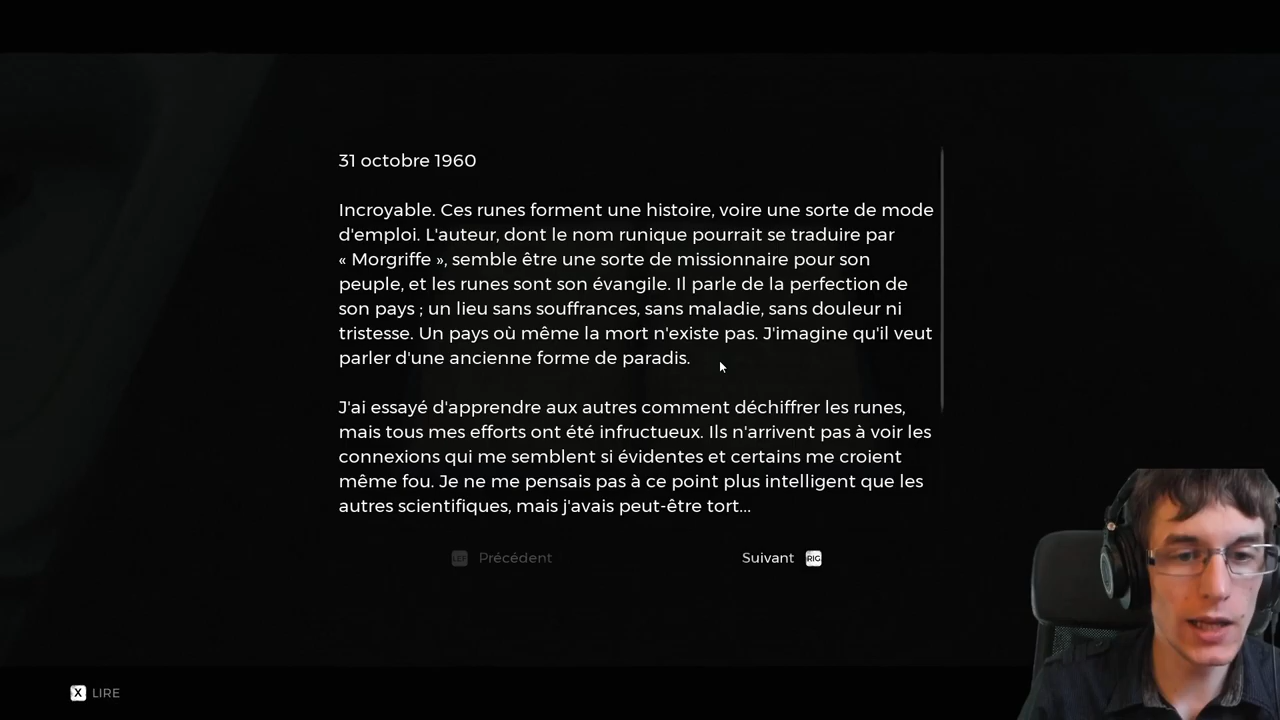 31 octobre 1960
Incroyable. Ces runes forment une histoire, voire une sorte de mode
d'emploi. L'auteur, dont le nom runique pourrait se traduire par
« Morgriffe », semble être une sorte de missionnaire pour son
peuple, et les runes sont son évangile. Il parle de la perfection de
son pays ; un lieu sans souffrances, sans maladie, sans douleur ni
tristesse. Un pays où même la mort n'existe pas. J'imagine qu'il veut
parler d'une ancienne forme de paradis.
J'ai essayé d'apprendre aux autres comment déchiffrer les runes,
mais tous mes efforts ont été infructueux. Ils n'arrivent pas à voir les
connexions qui me semblent si évidentes et certains me croient
même fou. Je ne me pensais pas à ce point plus intelligent que les
autres scientifiques, mais j'avais peut-être tort...
Précédent
Suivant RIG
X LIRE